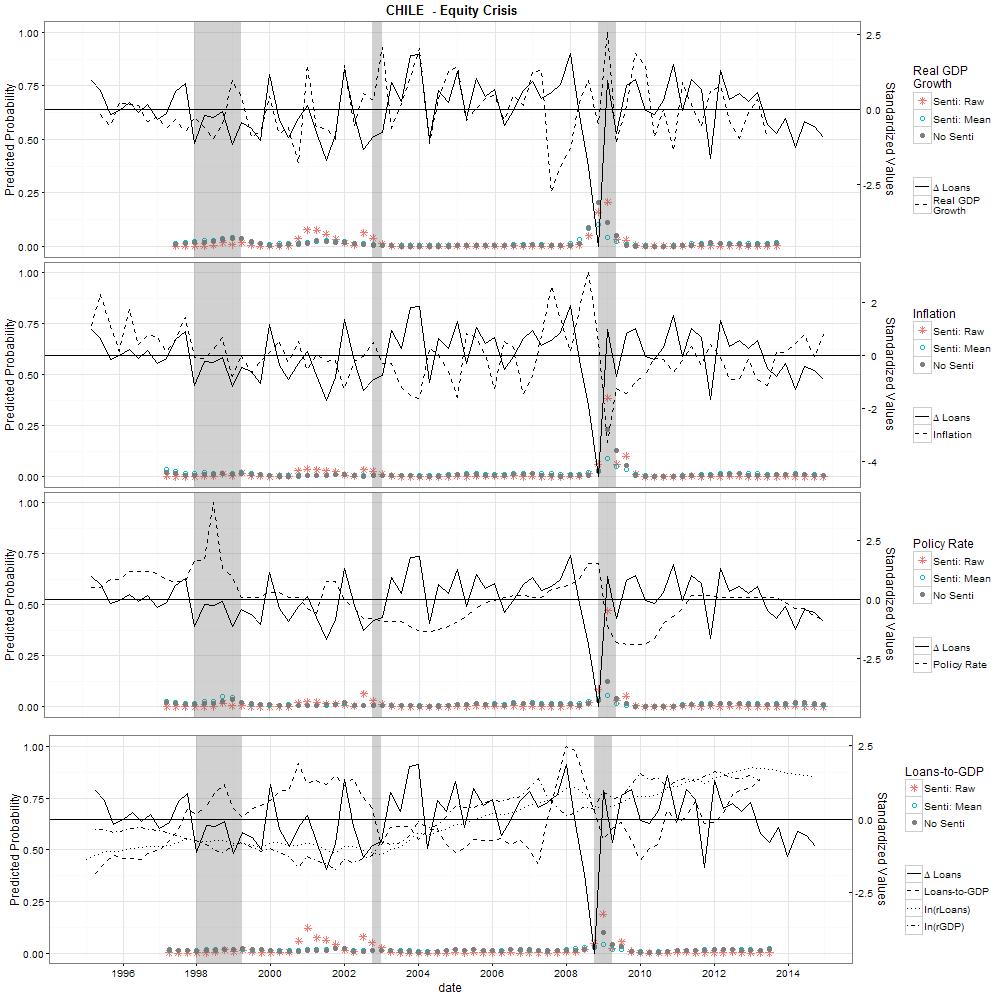 CHILE - Equity Crisis
1.00
0.75
0.50
0.25
0.00
Predicted Probability
2.5
0.0
-2.5
Standardized Values
Real GDP
Growth
Senti: Raw
Senti: Mean
No Senti
Δ Loans
Real GDP
Growth
1.00
0.75
0.50
0.25
0.00
Predicted Probability
2
0
-2
-4
Standardized Values
Inflation
Senti: Raw
Senti: Mean
No Senti
Δ Loans
Inflation
1.00
0.75
0.50
0.25
0.00
Predicted Probability
2.5
0.0
-2.5
Standardized Values
Policy Rate
Senti: Raw
Senti: Mean
No Senti
Δ Loans
Policy Rate
1.00
0.75
0.50
0.25
0.00
Predicted Probability
2.5
0.0
-2.5
Standardized Values
Loans-to-GDP
Senti: Raw
Senti: Mean
No Senti
Δ Loans
Loans-to-GDP
ln(rLoans)
ln(rGDP)
1996 1998 2000 2002 2004 2006 2008 2010 2012 2014
date